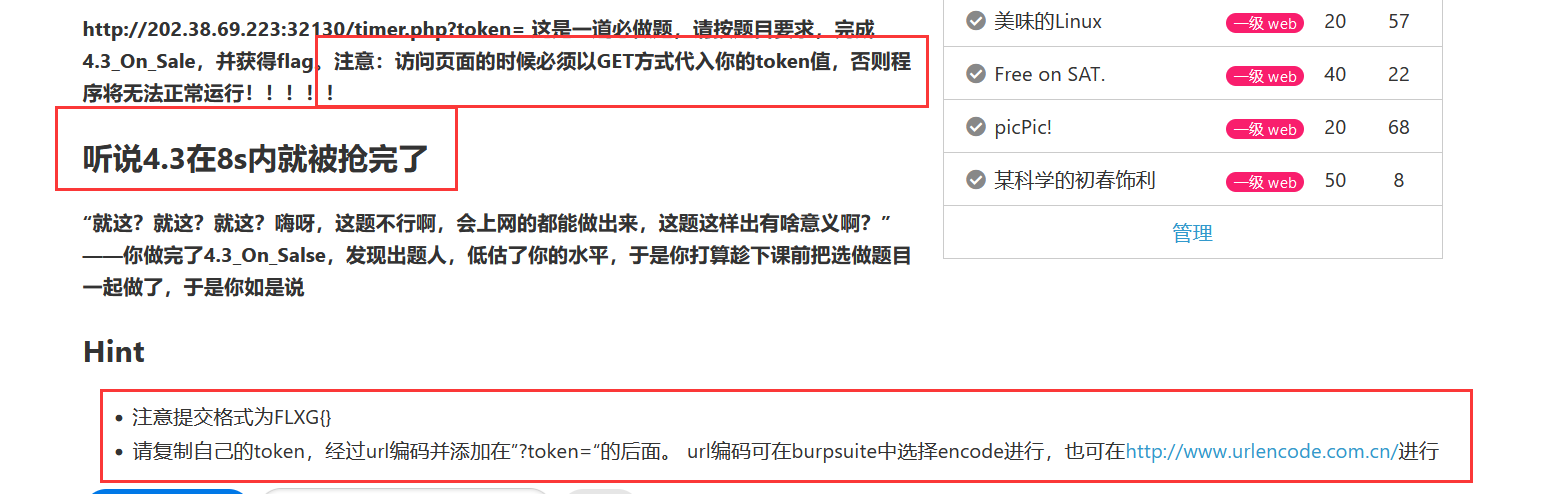 http://202.38.69.223:32130/timer.php?token= 这是一道必做题，请按题目要求，完成
4.3_On_Sale，并获得flag。注意：访问页面的时候必须以GET方式代入你的token值，否则程
序将无法正常运行！！！！！
听说4.3在8s内就被抢完了
“就这？就这？就这？嗨呀，这题不行啊，会上网的都能做出来，这题这样出有啥意义啊？”
——你做完了4.3_On_Salse，发现出题人，低估了你的水平，于是你打算趁下课前把选做题目
一起做了，于是你如是说
Hint
注意提交格式为FLXG{}
请复制自己的token，经过url编码并添加在”?token=“的后面。 url编码可在burpsuite中选择encode进行，也可在http://www.urlencode.com.cn/进行
美味的Linux 一级 web 20 57
Free on SAT. 一级 web 40 22
picPic! 一级 web 20 68
某科学的初春饰利 一级 web 50 8
管理